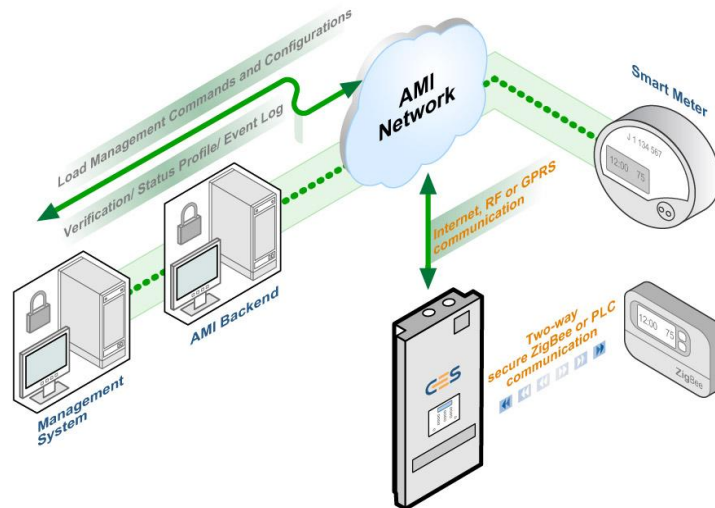 Load Management Commands and Configurations
Verification/ Status Profile/ Event Log
AMI
Network
Smart Meter
J 1 134 567
12:00 75
Internet, RF or GPRS
communication
AMI Backend
Management
System
CES
Two-way
secure ZigBee or PLC
communication
12:00 75
ZigBee